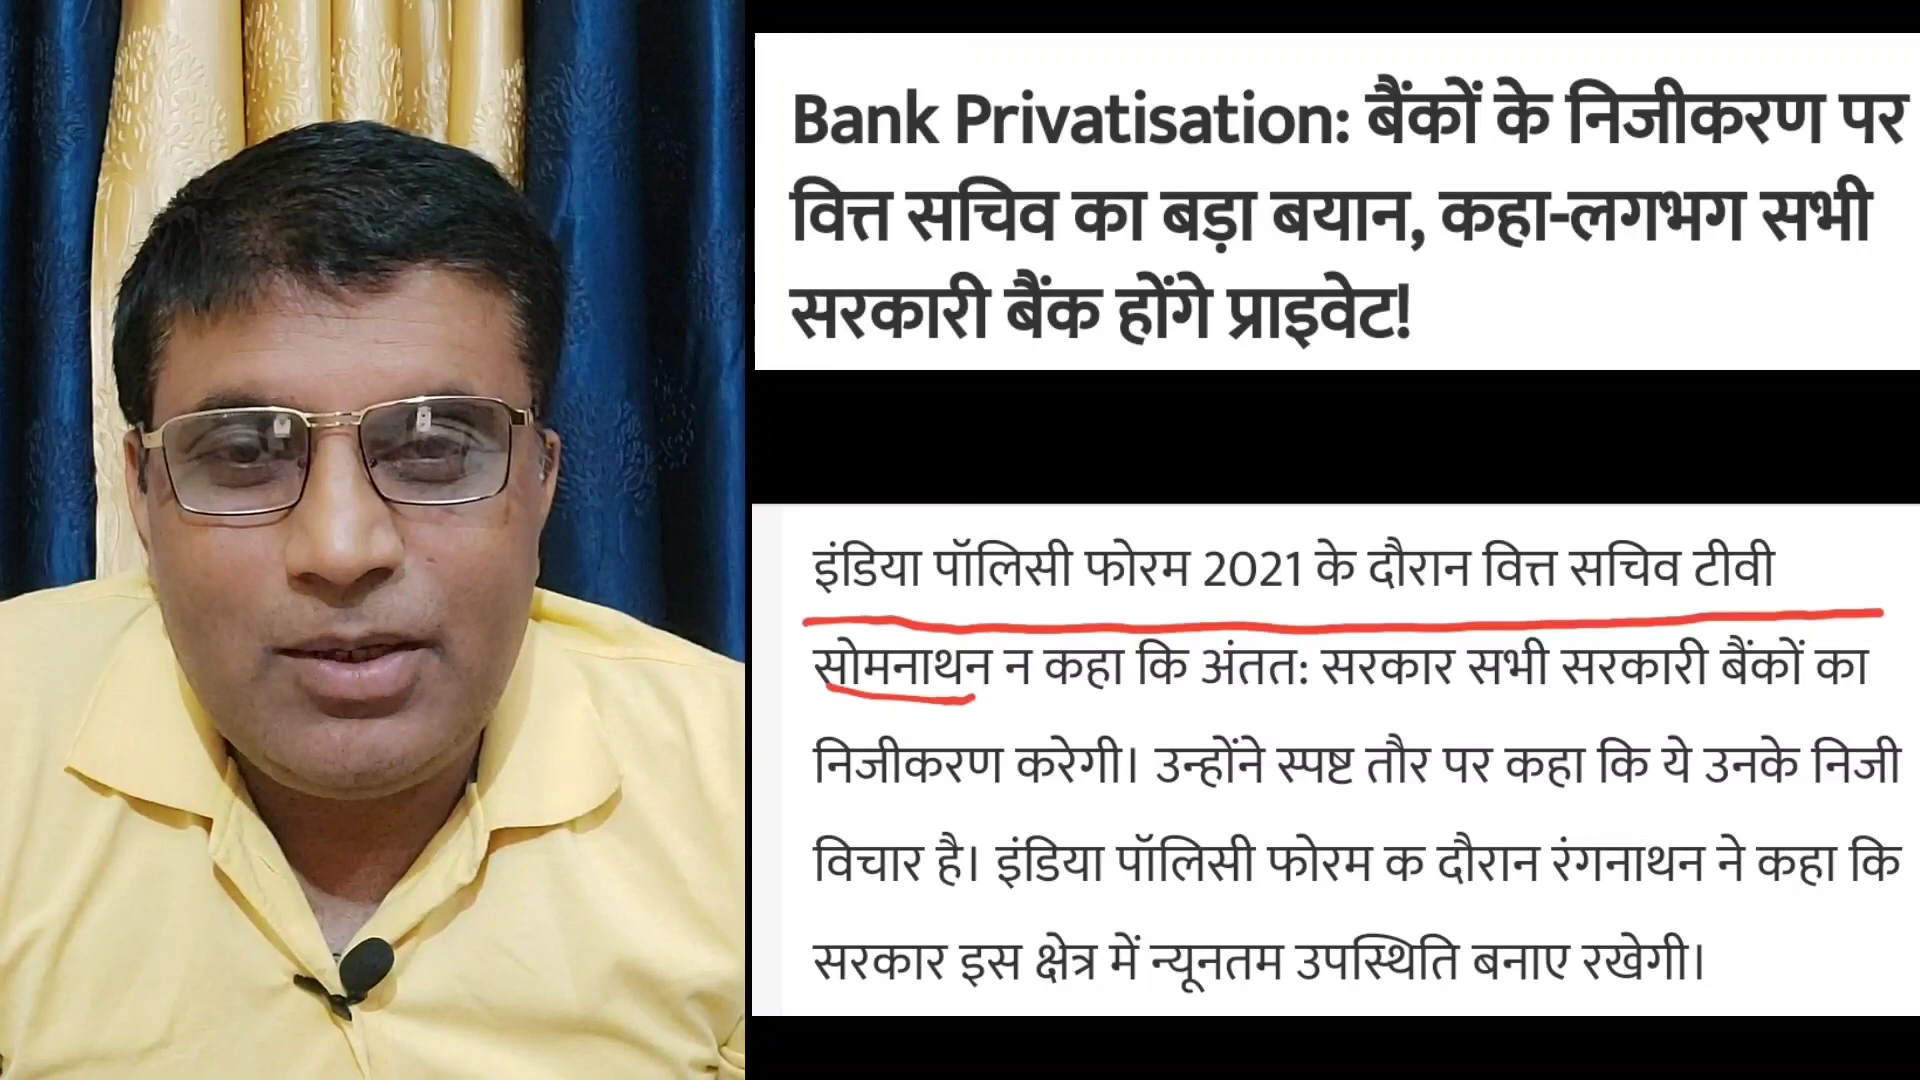 Bank Privatisation: बैंकों के निजीकरण पर
वित्त सचिव का बड़ा बयान, कहा-लगभग सभी
सरकारी बैंक होंगे प्राइवेट!
इंडिया पॉलिसी फोरम 2021 के दौरान वित्त सचिव टीवी
सोमनाथन न कहा कि अंतत: सरकार सभी सरकारी बैंकों का
निजीकरण करेगी। उन्होंने स्पष्ट तौर पर कहा कि ये उनके निजी
विचार है। इंडिया पॉलिसी फोरम क दौरान रंगनाथन ने कहा कि
सरकार इस क्षेत्र में न्यूनतम उपस्थिति बनाए रखेगी।